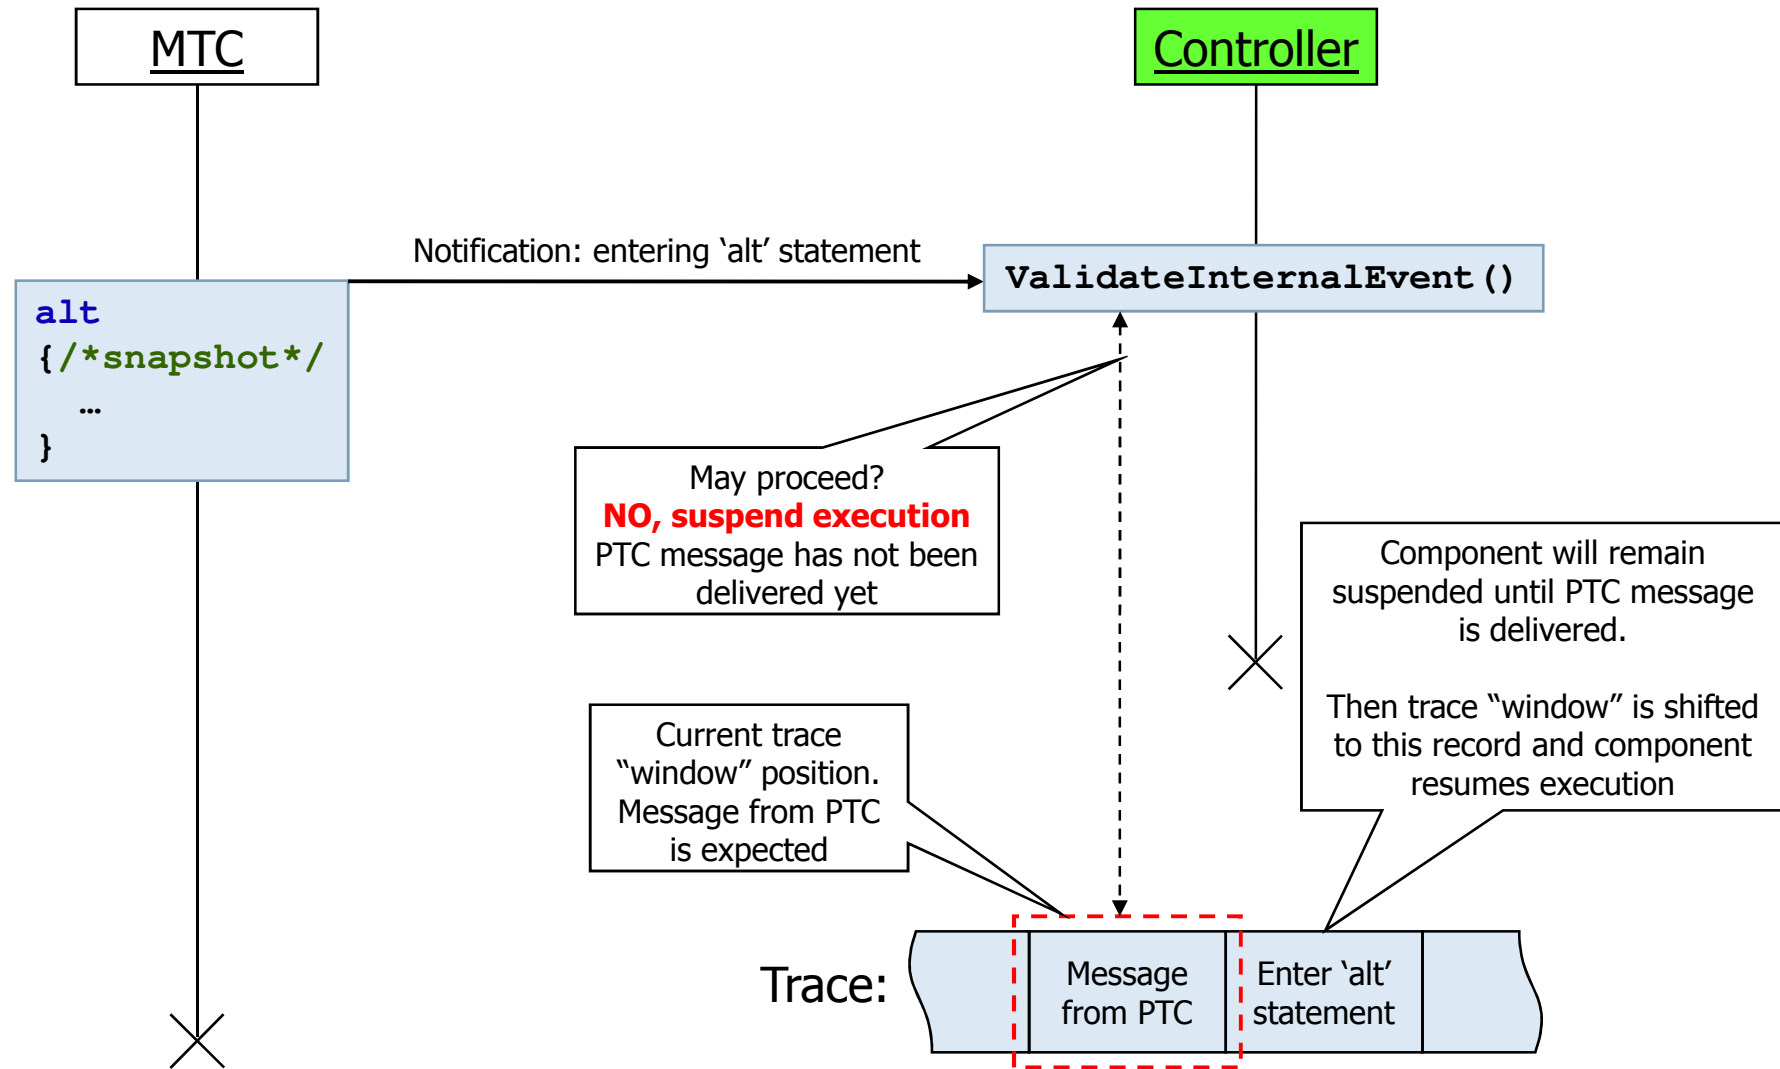 MTC
Controller
Notification: entering ‘alt’ statement
ValidateInternalEvent()
alt
{/*snapshot*/
…
}
May proceed?
NO, suspend execution
PTC message has not been
delivered yet
Component will remain
suspended until PTC message
is delivered.
Then trace “window” is shifted
to this record and component
resumes execution
Current trace
“window” position.
Message from PTC
is expected
Trace:
Message
from PTC
Enter ‘alt’
statement